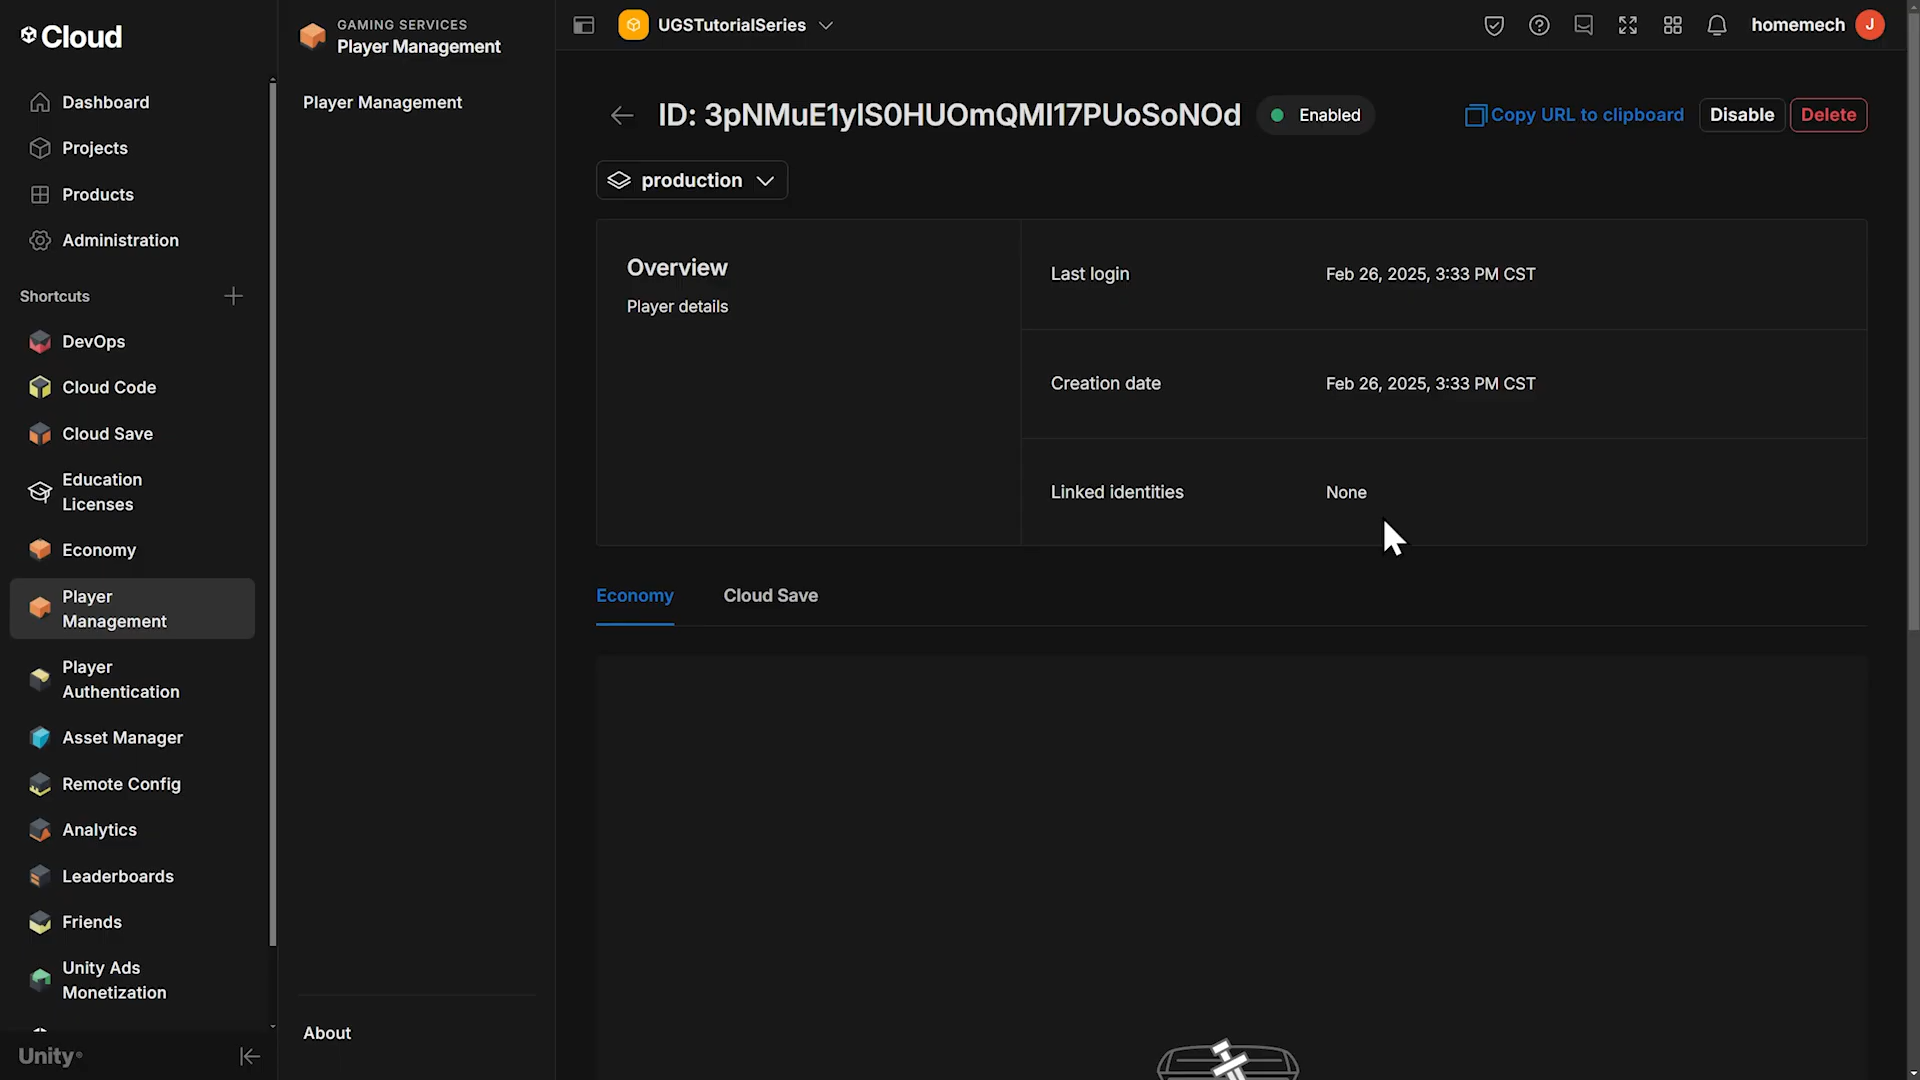 Cloud
Dashboard
Projects
Products
Administration
Shortcuts
DevOps
Cloud Code
Cloud Save
Education
Licenses
Economy
Player
Management
Player
Authentication
Asset Manager
Remote Config
Analytics
Leaderboards
Friends
Unity Ads
Monetization
Unity
GAMING SERVICES
Player Management
Player Management
About
UGSTutorialSeries
homemech
J
ID: 3pNMuE1yIS0HUOmQMI17PUoSoNOd
Enabled
Copy URL to clipboard
Disable
Delete
production
Overview
Player details
Last login
Feb 26, 2025, 3:33 PM CST
Creation date
Feb 26, 2025, 3:33 PM CST
Linked identities
None
Economy
Cloud Save